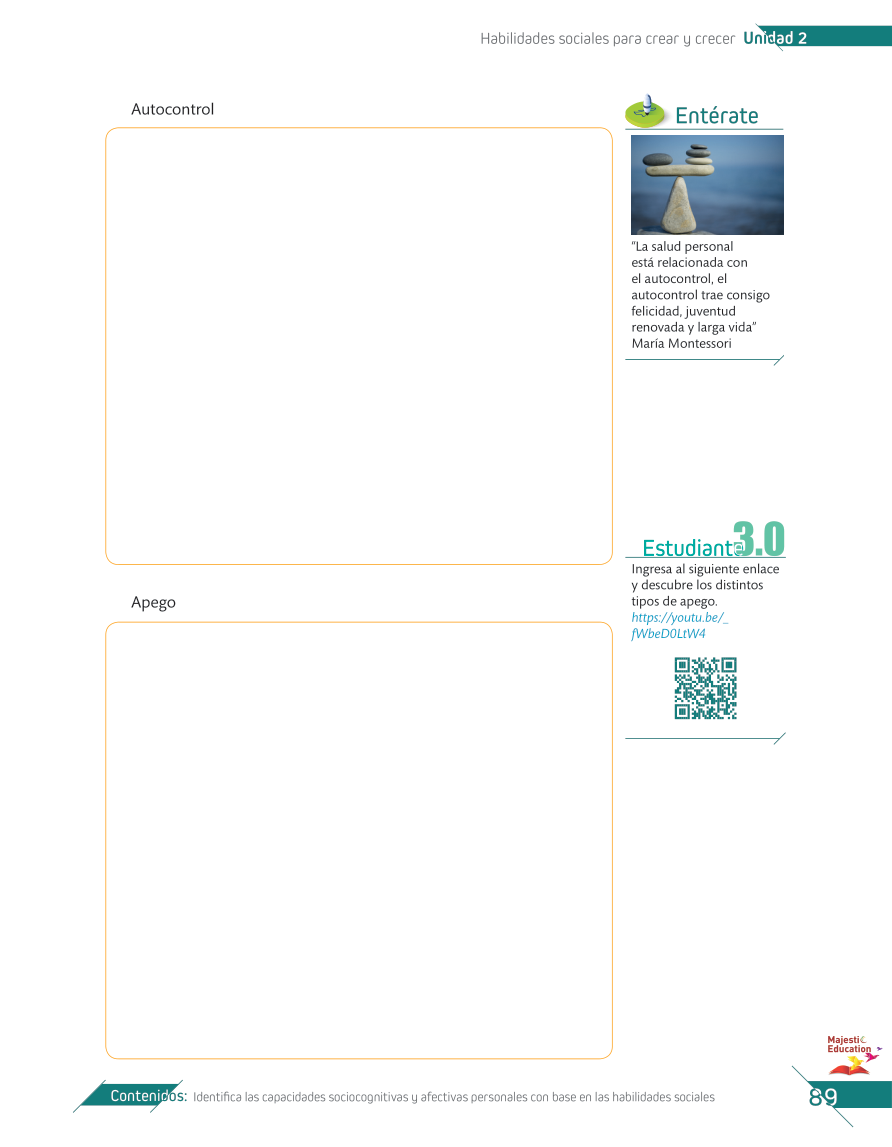 Habilidades sociales para crear y crecer Unidad 2
Autocontrol
Entérate
“La salud personal
está relacionada con
el autocontrol, el
autocontrol trae consigo
felicidad, juventud
renovada y larga vida”
María Montessori
Estudiante 3.0
Ingresa al siguiente enlace
y descubre los distintos
tipos de apego.
https://youtu.be/_
fWbeD0LtW4
Apego
Majestic
Education
Contenidos: Identifica las capacidades sociocognitivas y afectivas personales con base en las habilidades sociales
89